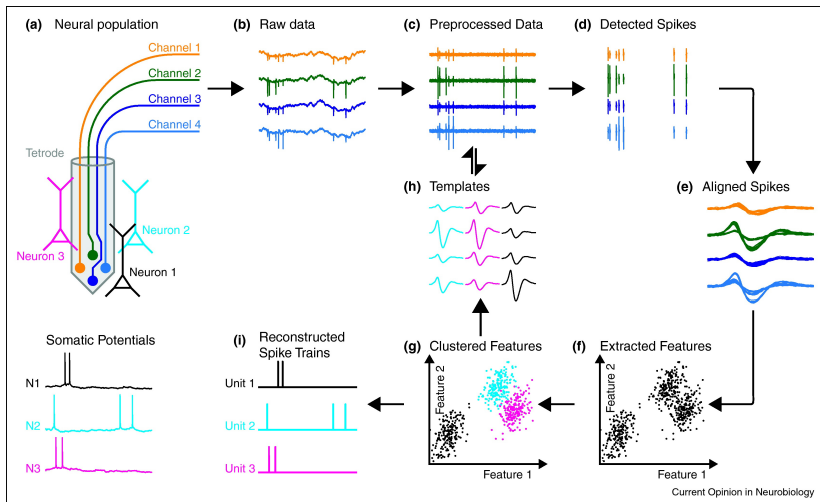 (a) Neural population
(b) Raw data
(c) Preprocessed Data
(d) Detected Spikes
Channel 1
Channel 2
Channel 3
Channel 4
Tetrode
Neuron 3
Neuron 2
Neuron 1
(h) Templates
(e) Aligned Spikes
Somatic Potentials
N1
N2
N3
(i) Reconstructed
Spike Trains
Unit 1
Unit 2
Unit 3
(g) Clustered Features
Feature 2
Feature 1
(f) Extracted Features
Feature 2
Feature 1
Current Opinion in Neurobiology